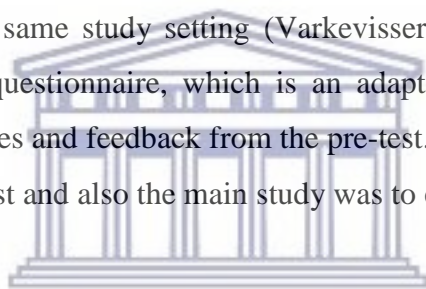 same study setting (Varkevisser
questionnaire, which is an adapt
es and feedback from the pre-test.
st and also the main study was to